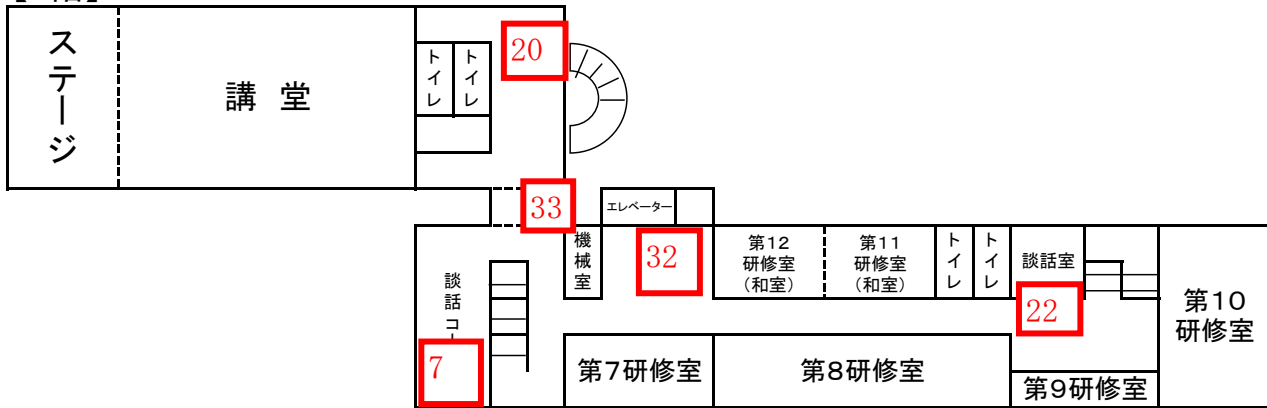 ステージ
講 堂
トイレ
トイレ
20
33
エレベーター
機械室
32
第12
研修室
(和室)
第11
研修室
(和室)
トイレ
トイレ
談話室
22
第10
研修室
談話コ
7
第7研修室
第8研修室
第9研修室